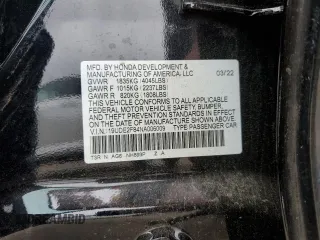 MFD. BY HONDA DEVELOPMENT &
MANUFACTURING OF AMERICA, LLC 03/22
GVWR 1835KG (4045LBS)
GAWR F 1015KG (2237LBS)
GAWR R 820KG (1808LBS)
THIS VEHICLE CONFORMS TO ALL APPLICABLE
FEDERAL MOTOR VEHICLE SAFETY, BUMPER,
AND THEFT PREVENTION STANDARDS IN EFFECT
ON THE DATE OF MANUFACTURE SHOWN ABOVE.
V.I.N.: 19UDE2F84NA006009 TYPE:PASSENGER CAR